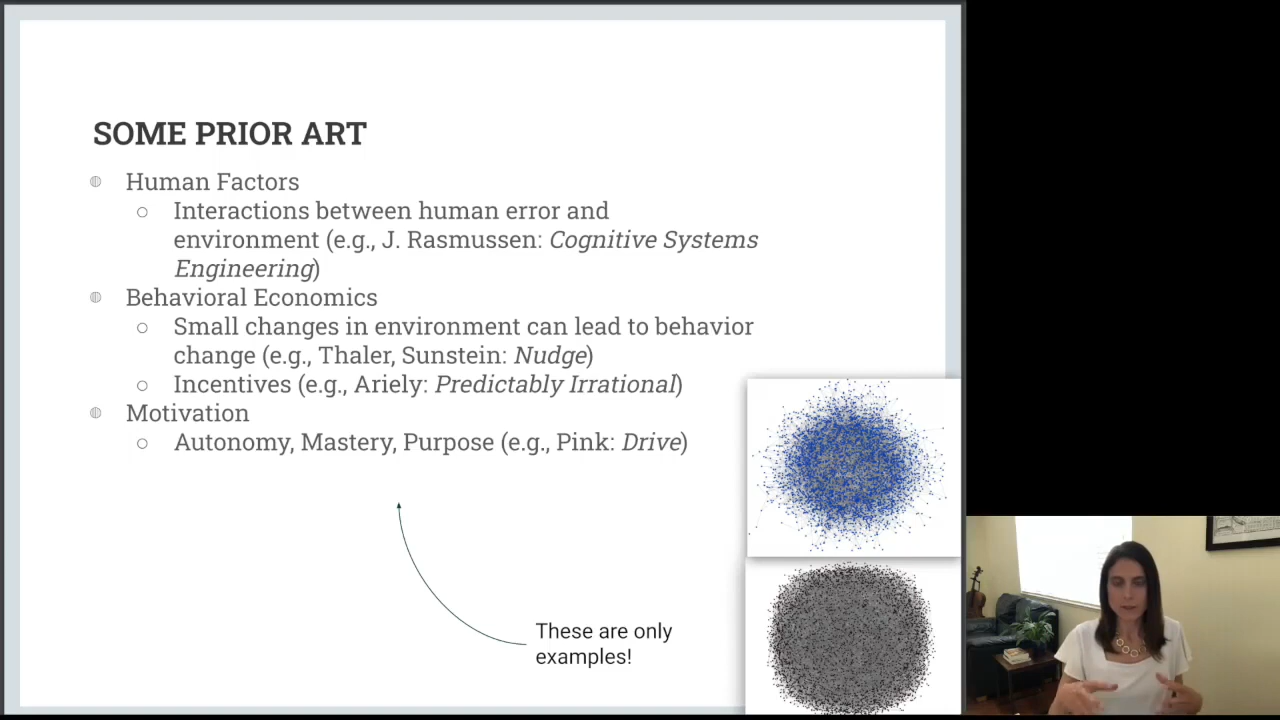 SOME PRIOR ART
Human Factors
Interactions between human error and
environment (e.g., J. Rasmussen: Cognitive Systems
Engineering)
Behavioral Economics
Small changes in environment can lead to behavior
change (e.g., Thaler, Sunstein: Nudge)
Incentives (e.g., Ariely: Predictably Irrational)
Motivation
Autonomy, Mastery, Purpose (e.g., Pink: Drive)
These are only
examples!